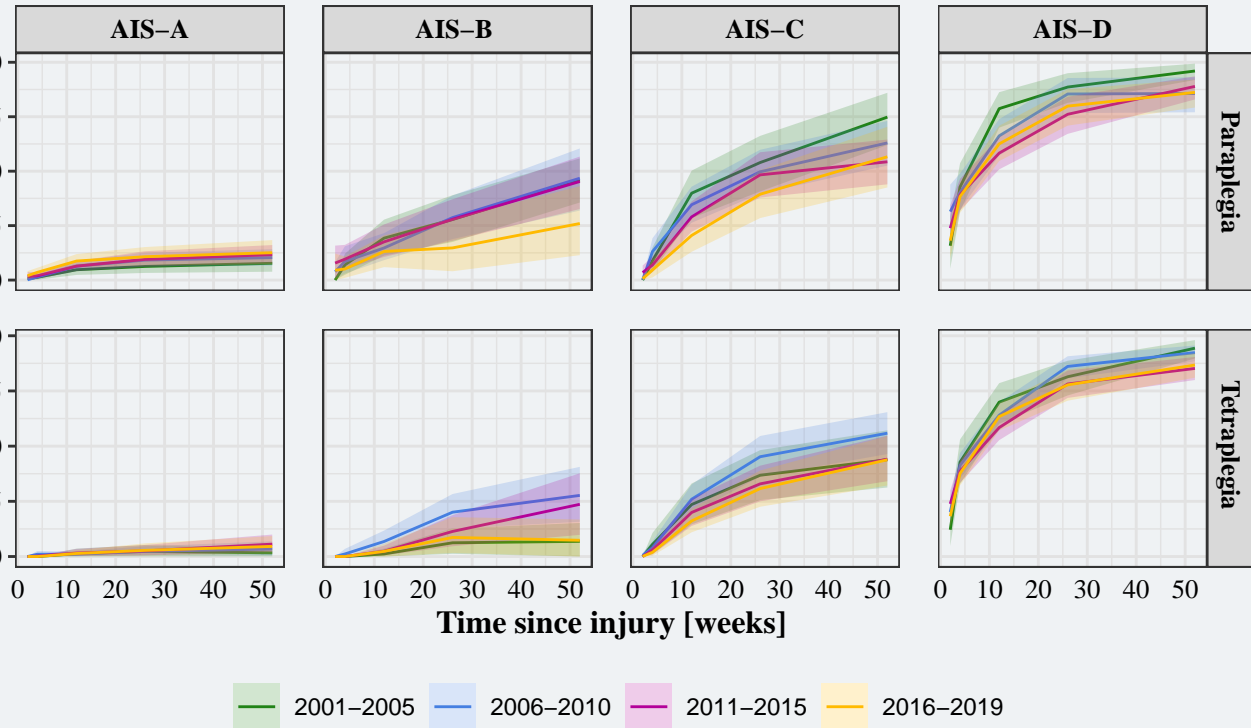 AIS−A AIS−B AIS−C AIS−D
Paraplegia
Tetraplegia
0 10 20 30 40 50 0 10 20 30 40 50 0 10 20 30 40 50 0 10 20 30 40 50
Time since injury [weeks]
2001−2005 2006−2010 2011−2015 2016−2019